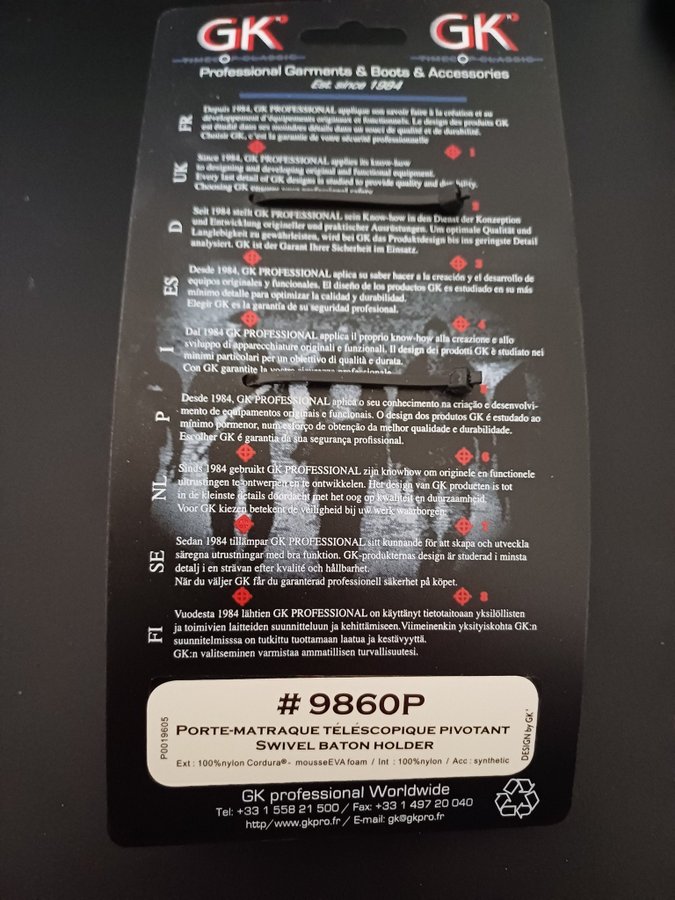 GK GK
TIMECOP CLASSIC TIMECOP CLASSIC
Professional Garments & Boots & Accessories
Est. since 1984
FR
Depuis 1984, GK PROFESSIONAL applique son savoir faire à la création et au
développement d'équipements originaux et fonctionnels. Le design des produits GK
est étudié dans ses moindres détails dans un souci de qualité et de durabilité.
Choisir GK, c'est la garantie de votre sécurité professionnelle
1
UK
Since 1984, GK PROFESSIONAL applies its know-how
to designing and developing original and functional equipment.
Every last detail of GK designs is studied to provide quality and
Choosing GK your professional safety
2
D
Seit 1984 stellt GK PROFESSIONAL sein Know-how in den Dienst der Konzeption
und Entwicklung origineller und praktischer Ausrüstungen. Um optimale Qualität und
Langlebigkeit zu gewährleisten, wird bei GK das Produktdesign bis ins geringste Detail
analysiert. GK ist der Garant Ihrer Sicherheit im Einsatz.
3
ES
Desde 1984, GK PROFESSIONAL aplica su saber hacer a la creación y el desarrollo de
equipos originales y funcionales. El diseño de los productos GK es estudiado en su más
mínimo detalle para optimizar la calidad y durabilidad.
Elegir GK es la garantía de su seguridad profesional.
4
I
Dal 1984 GK PROFESSIONAL applica il proprio know-how alla creazione e allo
sviluppo di apparecchiature originali e funzionali. Il design dei prodotti GK è studiato nei
minimi particolari per un obiettivo di qualità e durata.
Con GK garantite la vostra sicurezza professionale
5
P
Desde 1984, GK PROFESSIONAL aplica o seu conhecimento na criação e desenvolvi-
mento de equipamentos originais e funcionais. O design dos produtos GK é estudado ao
mínimo pormenor, num esforço de obtenção da melhor qualidade e durabilidade.
Escolher GK é garantia da sua segurança profissional.
6
NL
Sinds 1984 gebruikt GK PROFESSIONAL zijn knowhow om originele en functionele
uitrustingen te ontwerpen en te ontwikkelen. Het design van GK producten is tot
in de kleinste details doordacht met het oog op kwaliteit en duurzaamheid.
Voor GK kiezen betekent de veiligheid bij uw werk waarborgen.
7
SE
Sedan 1984 tillämpar GK PROFESSIONAL sitt kunnande för att skapa och utveckla
säregna utrustningar med bra funktion. GK-produkternas design är studerad i minsta
detalj i en strävan efter kvalité och hållbarhet.
När du väljer GK får du garanterad professionell säkerhet på köpet.
8
FI
Vuodesta 1984 lähtien GK PROFESSIONAL on käyttänyt tietotaitoaan yksilöllisten
ja toimivien laitteiden suunnitteluun ja kehittämiseen. Viimeinenkin yksityiskohta GK:n
suunnitelmissa on tutkittu tuottamaan laatua ja kestävyyttä.
GK:n valitseminen varmistaa ammatillisen turvallisuutesi.
P0019605
# 9860P
PORTE-MATRAQUE TÉLÉSCOPIQUE PIVOTANT
SWIVEL BATON HOLDER
Ext : 100%nylon Cordura® - mousseEVA foam / Int : 100%nylon / Acc : synthetic
DESIGN by GK
GK professional Worldwide
Tel: +33 1 558 21 500 / Fax: +33 1 497 20 040
http/www.gkpro.fr / E-mail: gk@gkpro.fr